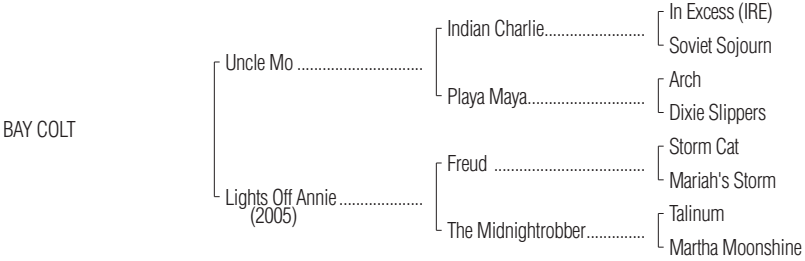 In Excess (IRE)
Indian Charlie.......................
Soviet Sojourn
Uncle Mo ..............................
Arch
Playa Maya...........................
Dixie Slippers
BAY COLT
Storm Cat
Freud ...................................
Mariah's Storm
Lights Off Annie ....................
(2005)
Talinum
The Midnightrobber..............
Martha Moonshine